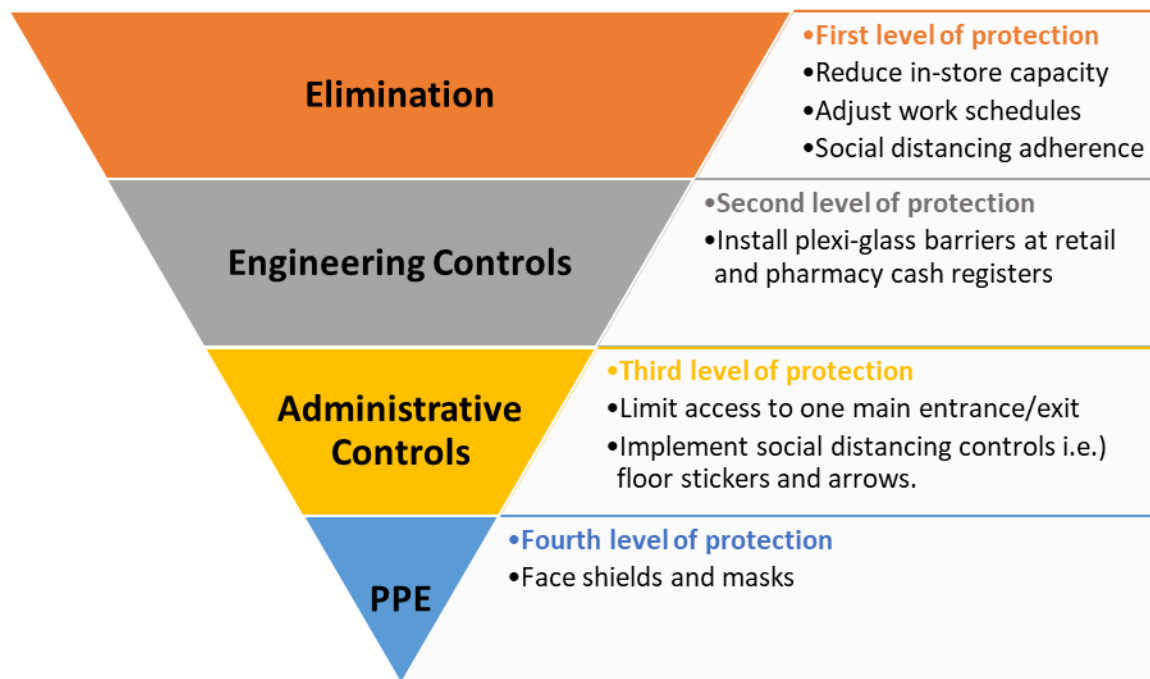 Elimination
•First level of protection
•Reduce in-store capacity
•Adjust work schedules
•Social distancing adherence
Engineering Controls
•Second level of protection
•Install plexi-glass barriers at retail
and pharmacy cash registers
Administrative
Controls
•Third level of protection
•Limit access to one main entrance/exit
•Implement social distancing controls i.e.)
floor stickers and arrows.
PPE
•Fourth level of protection
•Face shields and masks